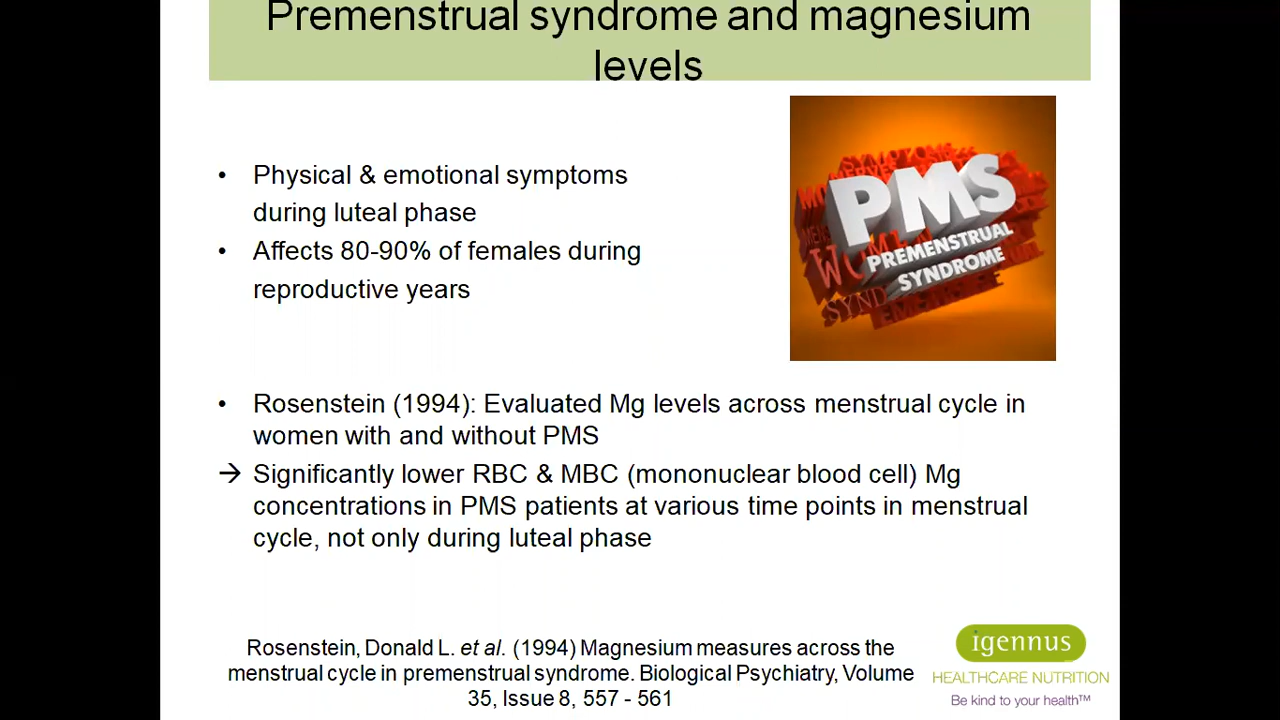 Premenstrual syndrome and magnesium
levels
• Physical & emotional symptoms
during luteal phase
• Affects 80-90% of females during
reproductive years
PMS
PREMENSTRUAL
SYNDROME
• Rosenstein (1994): Evaluated Mg levels across menstrual cycle in
women with and without PMS
→ Significantly lower RBC & MBC (mononuclear blood cell) Mg
concentrations in PMS patients at various time points in menstrual
cycle, not only during luteal phase
Rosenstein, Donald L. et al. (1994) Magnesium measures across the
menstrual cycle in premenstrual syndrome. Biological Psychiatry, Volume
35, Issue 8, 557 - 561
igennus
HEALTHCARE NUTRITION
Be kind to your health™